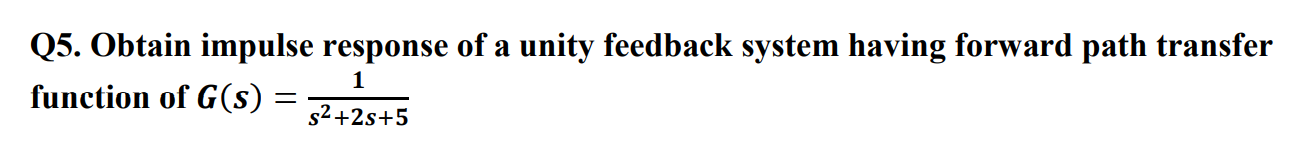 Q5. Obtain impulse response of a unity feedback system having forward path transfer
function of G(s) = 1/(s²+2s+5)